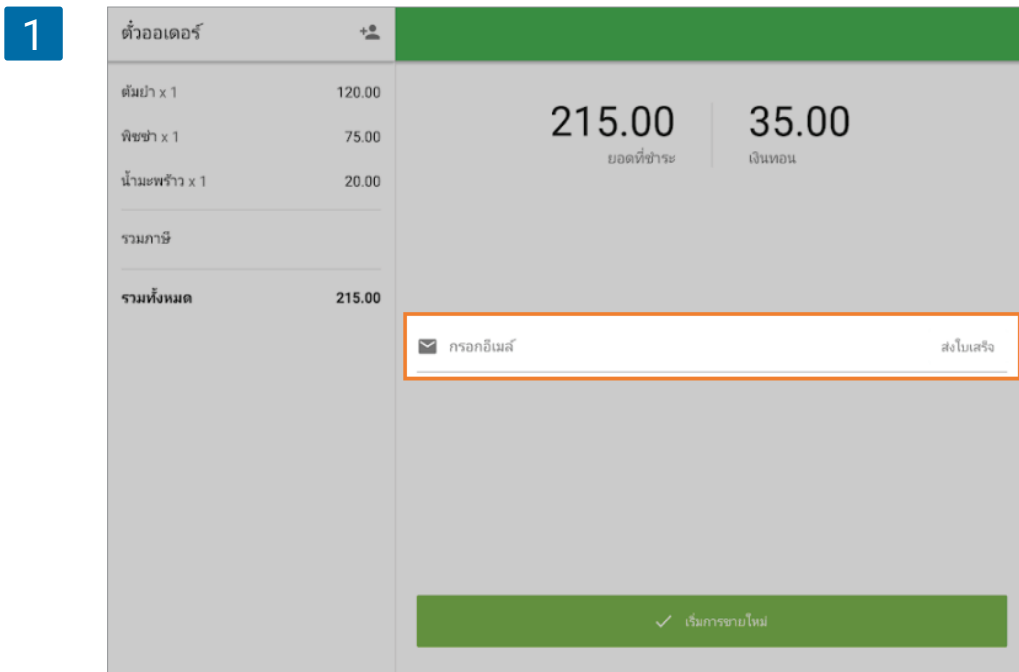 1
ตั๋วออเดอร์
ต้มยำ x 1 120.00
พิซซ่า x 1 75.00
น้ำมะพร้าว x 1 20.00
รวมภาษี
รวมทั้งหมด 215.00
215.00 35.00
ยอดที่ชำระ เงินทอน
กรอกอีเมล์ ส่งใบเสร็จ
เริ่มการขายใหม่